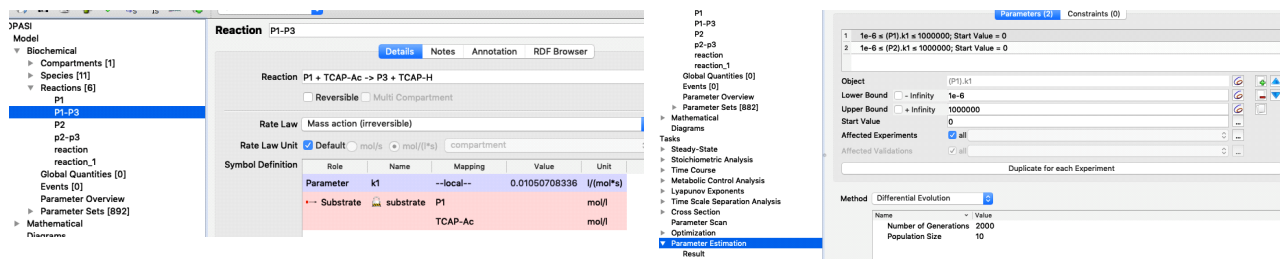 OPASI
Model
Biochemical
Compartments [1]
Species [11]
Reactions [6]
P1
P1-P3
P2
p2-p3
reaction
reaction_1
Global Quantities [0]
Events [0]
Parameter Overview
Parameter Sets [892]
Mathematical
Diagrams
Reaction P1-P3
Details Notes Annotation RDF Browser
Reaction P1 + TCAP-Ac -> P3 + TCAP-H
Reversible Multi Compartment
Rate Law Mass action (irreversible)
Rate Law Unit Default mol/s mol/(l*s) compartment
Symbol Definition Role Name Mapping Value Unit
Parameter k1 --local-- 0.01050708336 l/(mol*s)
Substrate substrate P1 mol/l
TCAP-Ac mol/l
P1
P1-P3
P2
p2-p3
reaction
reaction_1
Global Quantities [0]
Events [0]
Parameter Overview
Parameter Sets [882]
Mathematical
Diagrams
Tasks
Steady-State
Stoichiometric Analysis
Time Course
Metabolic Control Analysis
Lyapunov Exponents
Time Scale Separation Analysis
Cross Section
Parameter Scan
Optimization
Parameter Estimation
Result
Parameters (2) Constraints (0)
1 1e-6 ≤ (P1).k1 ≤ 1000000; Start Value = 0
2 1e-6 ≤ (P2).k1 ≤ 1000000; Start Value = 0
Object (P1).k1
Lower Bound - Infinity 1e-6
Upper Bound + Infinity 1000000
Start Value 0
Affected Experiments all
Affected Validations all
Duplicate for each Experiment
Method Differential Evolution
Name Value
Number of Generations 2000
Population Size 10